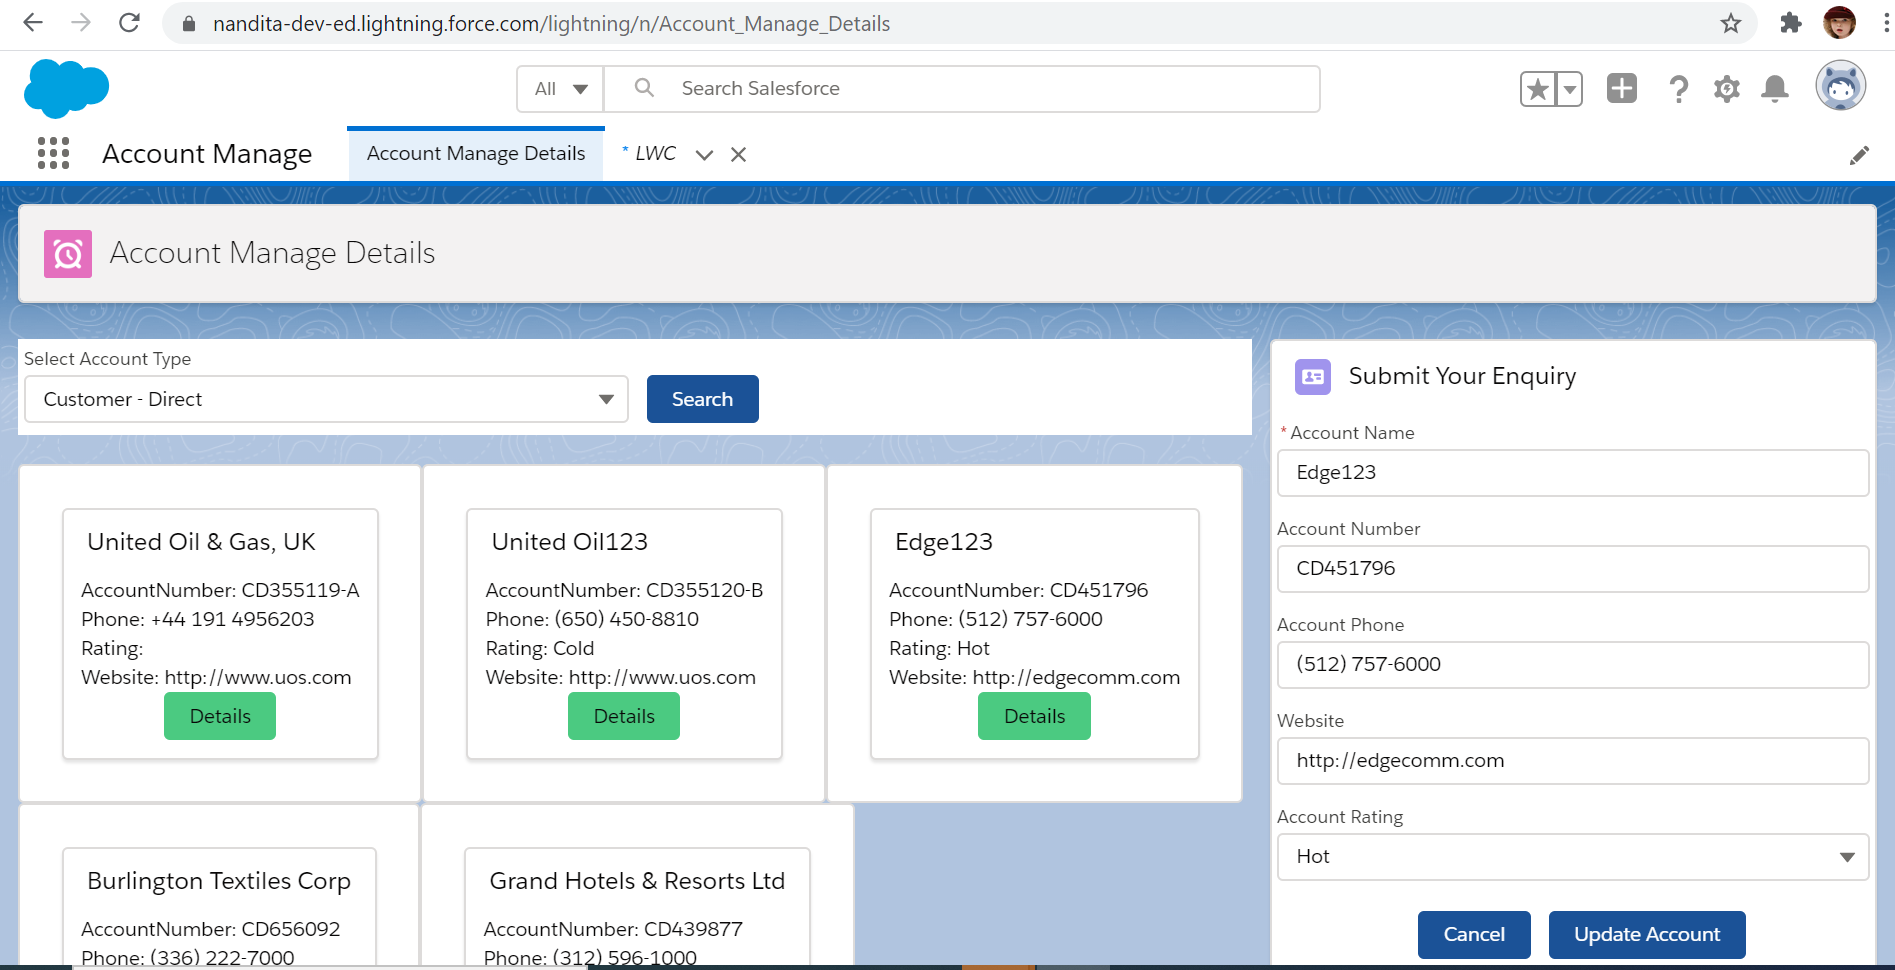 nandita-dev-ed.lightning.force.com/lightning/n/Account_Manage_Details
All
Search Salesforce
Account Manage
Account Manage Details
* LWC
Account Manage Details
Select Account Type
Customer - Direct
Search
United Oil & Gas, UK
AccountNumber: CD355119-A
Phone: +44 191 4956203
Rating:
Website: http://www.uos.com
Details
United Oil123
AccountNumber: CD355120-B
Phone: (650) 450-8810
Rating: Cold
Website: http://www.uos.com
Details
Edge123
AccountNumber: CD451796
Phone: (512) 757-6000
Rating: Hot
Website: http://edgecomm.com
Details
Burlington Textiles Corp
AccountNumber: CD656092
Phone: (336) 222-7000
Grand Hotels & Resorts Ltd
AccountNumber: CD439877
Phone: (312) 596-1000
Submit Your Enquiry
* Account Name
Edge123
Account Number
CD451796
Account Phone
(512) 757-6000
Website
http://edgecomm.com
Account Rating
Hot
Cancel
Update Account